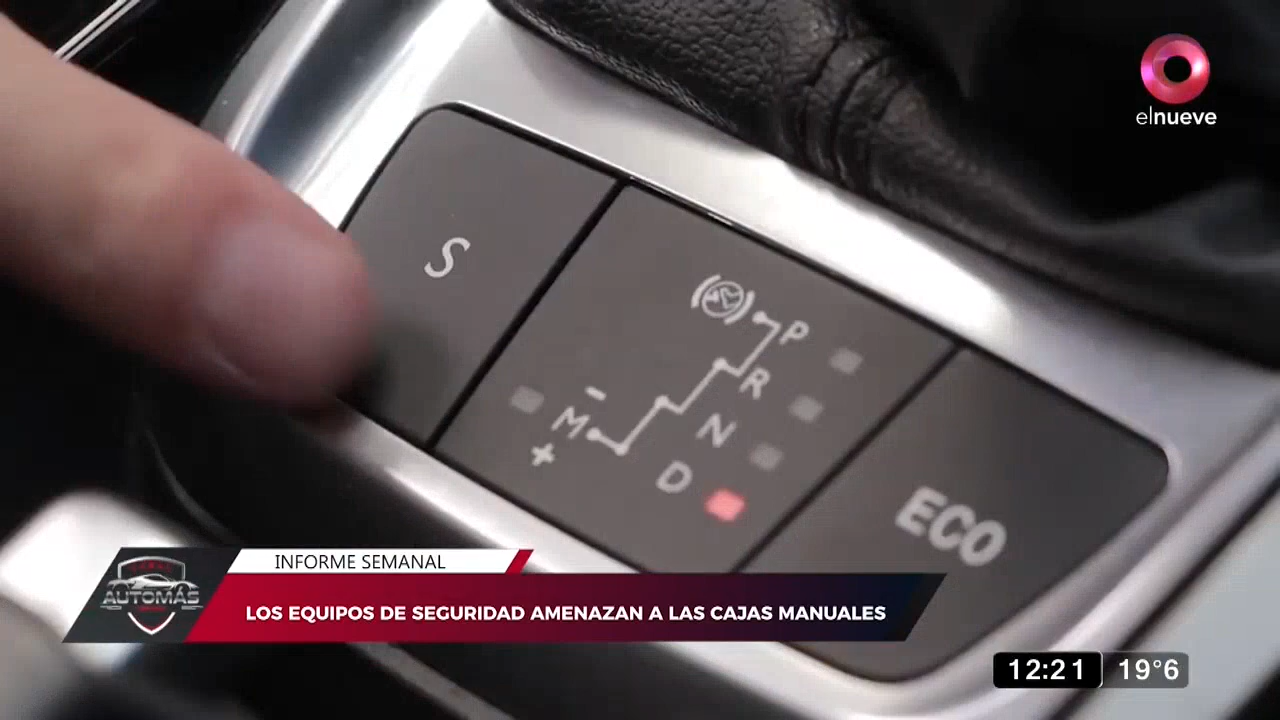 elnueve
S
P
R
N
D
M
-
+
ECO
INFORME SEMANAL
AUTOMÁS
LOS EQUIPOS DE SEGURIDAD AMENAZAN A LAS CAJAS MANUALES
12:21 19°6